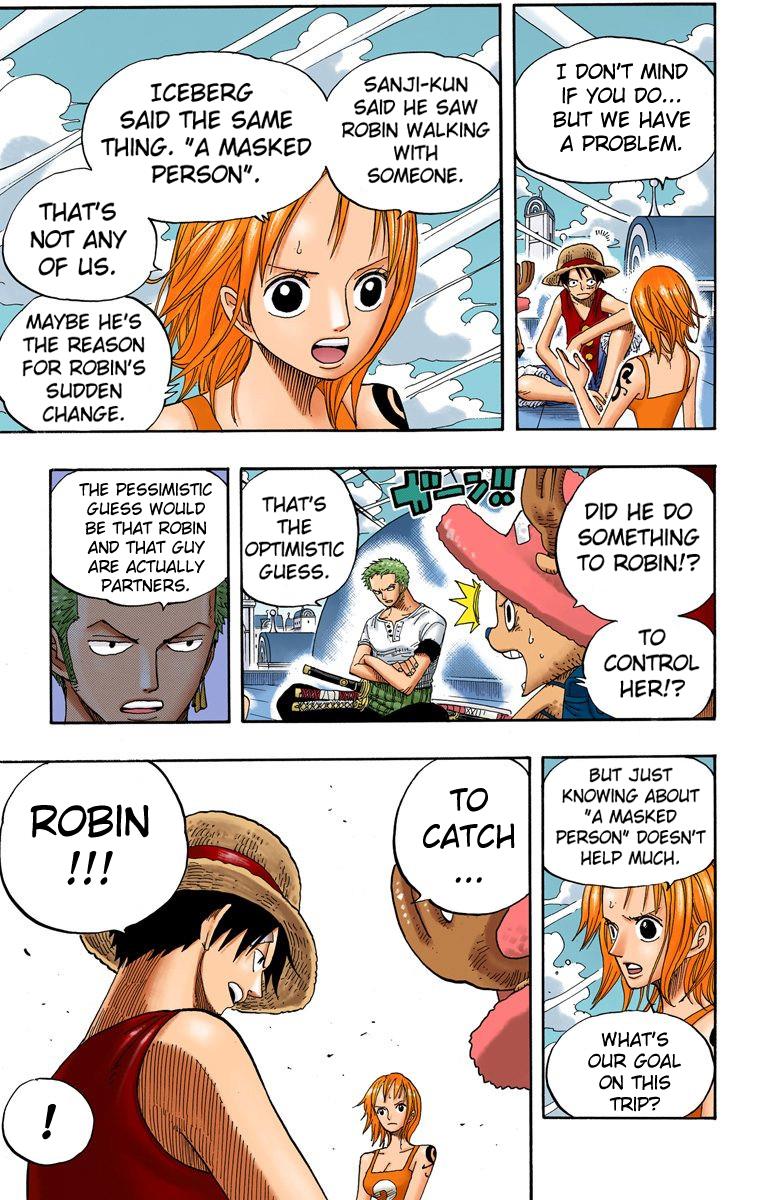 I DON'T MIND
IF YOU DO...
BUT WE HAVE
A PROBLEM.
SANJI-KUN
SAID HE SAW
ROBIN WALKING
WITH
SOMEONE.
ICEBERG
SAID THE SAME
THING. "A MASKED
PERSON".
THAT'S
NOT ANY
OF US.
MAYBE HE'S
THE REASON
FOR ROBIN'S
SUDDEN
CHANGE.
DID HE DO
SOMETHING
TO ROBIN!?
TO
CONTROL
HER!?
ガーン!!
THAT'S
THE
OPTIMISTIC
GUESS.
THE PESSIMISTIC
GUESS WOULD
BE THAT ROBIN
AND THAT GUY
ARE ACTUALLY
PARTNERS.
BUT JUST
KNOWING ABOUT
"A MASKED
PERSON" DOESN'T
HELP MUCH.
WHAT'S
OUR GOAL
ON THIS
TRIP?
TO
CATCH
...
ROBIN
!!!
!